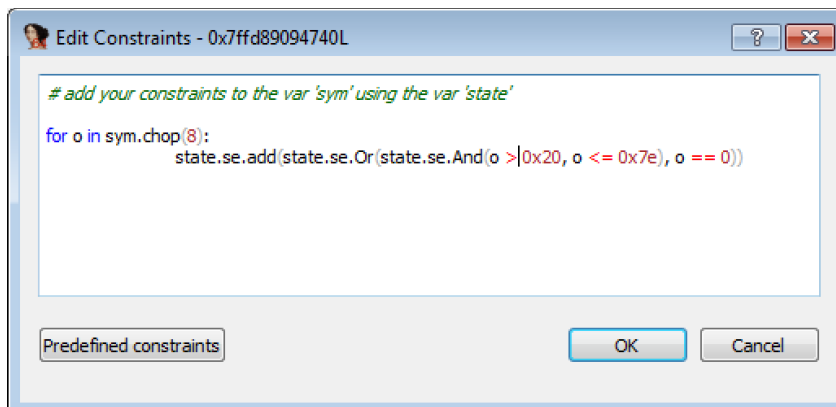 Edit Constraints - 0x7ffd89094740L
?
# add your constraints to the var 'sym' using the var 'state'
for o in sym.chop(8):
state.se.add(state.se.Or(state.se.And(o > 0x20, o <= 0x7e), o == 0))
Predefined constraints OK Cancel